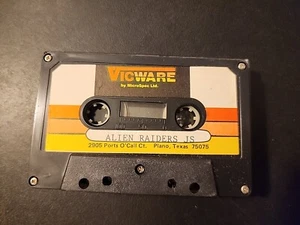 VICWARE
by MicroSpec Ltd.
ALIEN RAIDERS JS
2905 Ports O'Call Ct. Plano, Texas 75075